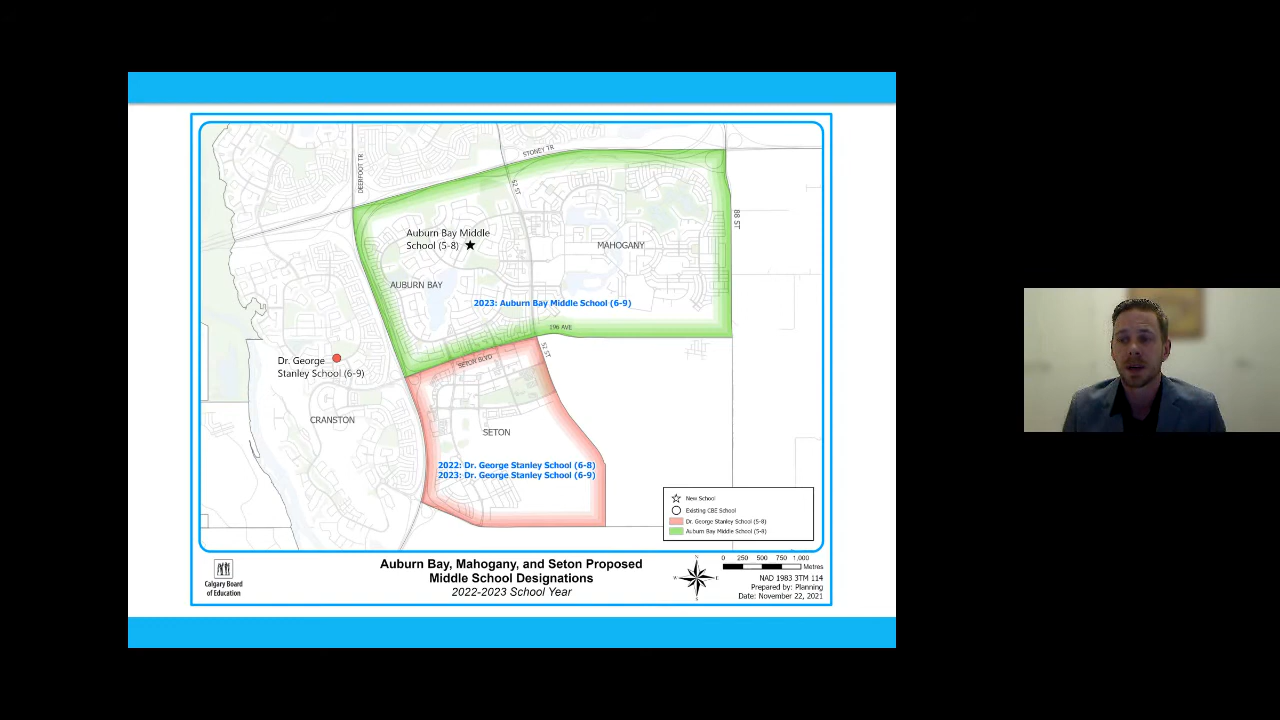 STONEY TR
DEERFOOT TR
52 ST
88 ST
Auburn Bay Middle
School (5-8)
MAHOGANY
AUBURN BAY
2023: Auburn Bay Middle School (6-9)
196 AVE
52 ST
SETON BLVD
Dr. George
Stanley School (6-9)
CRANSTON
SETON
2022: Dr. George Stanley School (6-8)
2023: Dr. George Stanley School (6-9)
New School
Existing CBE School
Dr. George Stanley School (5-8)
Auburn Bay Middle School (5-8)
Calgary Board
of Education
Auburn Bay, Mahogany, and Seton Proposed
Middle School Designations
2022-2023 School Year
N
W E
S
0 250 500 750 1,000
Metres
NAD 1983 3TM 114
Prepared by: Planning
Date: November 22, 2021